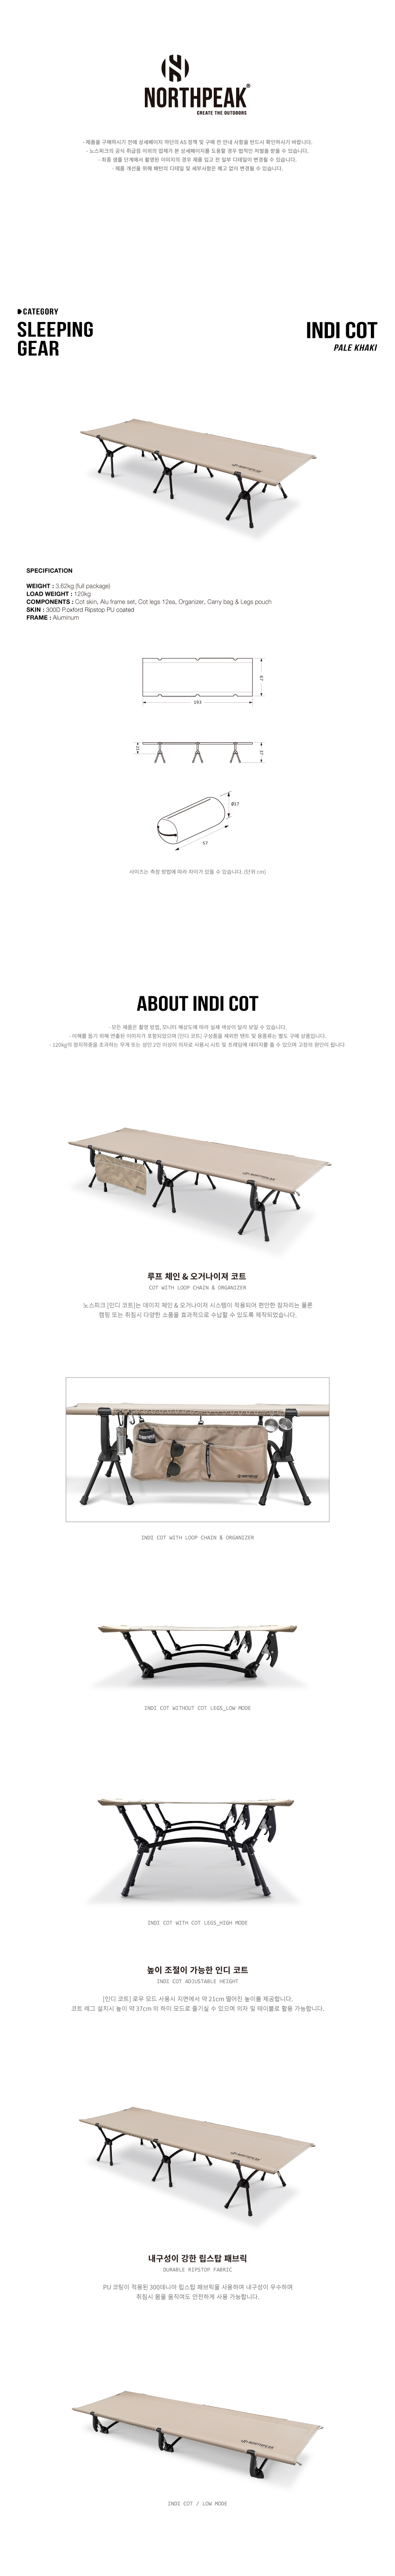 NORTHPEAK®
CREATE THE OUTDOORS
- 제품을 구매하시기 전에 상세페이지 하단의 AS 정책 및 구매 전 안내 사항을 반드시 확인하시기 바랍니다.
- 노스피크의 공식 취급점 이외의 업체가 본 상세페이지를 도용할 경우 법적인 처벌을 받을 수 있습니다.
- 최종 샘플 단계에서 촬영된 이미지의 경우 제품 입고 전 일부 디테일이 변경될 수 있습니다.
- 제품 개선을 위해 패턴의 디테일 및 세부사항은 예고 없이 변경될 수 있습니다.
CATEGORY
SLEEPING
GEAR
INDI COT
PALE KHAKI
NORTHPEAK
SPECIFICATION
WEIGHT : 3.62kg (full package)
LOAD WEIGHT : 120kg
COMPONENTS : Cot skin, Alu frame set, Cot legs 12ea, Organizer, Carry bag & Legs pouch
SKIN : 300D P.oxford Ripstop PU coated
FRAME : Aluminum
67
193
21
37
Ø17
57
사이즈는 측정 방법에 따라 차이가 있을 수 있습니다. (단위 cm)
ABOUT INDI COT
- 모든 제품은 촬영 방법, 모니터 해상도에 따라 실제 색상이 달라 보일 수 있습니다.
- 이해를 돕기 위해 연출된 이미지가 포함되었으며 [인디 코트] 구성품을 제외한 텐트 및 용품류는 별도 구매 상품입니다.
- 120kg의 정지하중을 초과하는 무게 또는 성인 2인 이상이 의자로 사용시 시트 및 프레임에 데미지를 줄 수 있으며 고장의 원인이 됩니다
NORTHPEAK
루프 체인 & 오거나이저 코트
COT WITH LOOP CHAIN & ORGANIZER
노스피크 [인디 코트]는 데이지 체인 & 오거나이저 시스템이 적용되어 편안한 잠자리는 물론
캠핑 또는 취침시 다양한 소품을 효과적으로 수납할 수 있도록 제작되었습니다.
INDI COT WITH LOOP CHAIN & ORGANIZER
INDI COT WITHOUT COT LEGS_LOW MODE
INDI COT WITH COT LEGS_HIGH MODE
높이 조절이 가능한 인디 코트
INDI COT ADJUSTABLE HEIGHT
[인디 코트] 로우 모드 사용시 지면에서 약 21cm 떨어진 높이를 제공합니다.
코트 레그 설치시 높이 약 37cm 의 하이 모드로 즐기실 수 있으며 의자 및 테이블로 활용 가능합니다.
NORTHPEAK
내구성이 강한 립스탑 패브릭
DURABLE RIPSTOP FABRIC
PU 코팅이 적용된 300데니아 립스탑 패브릭을 사용하여 내구성이 우수하며
취침시 몸을 움직여도 안전하게 사용 가능합니다.
NORTHPEAK
INDI COT / LOW MODE